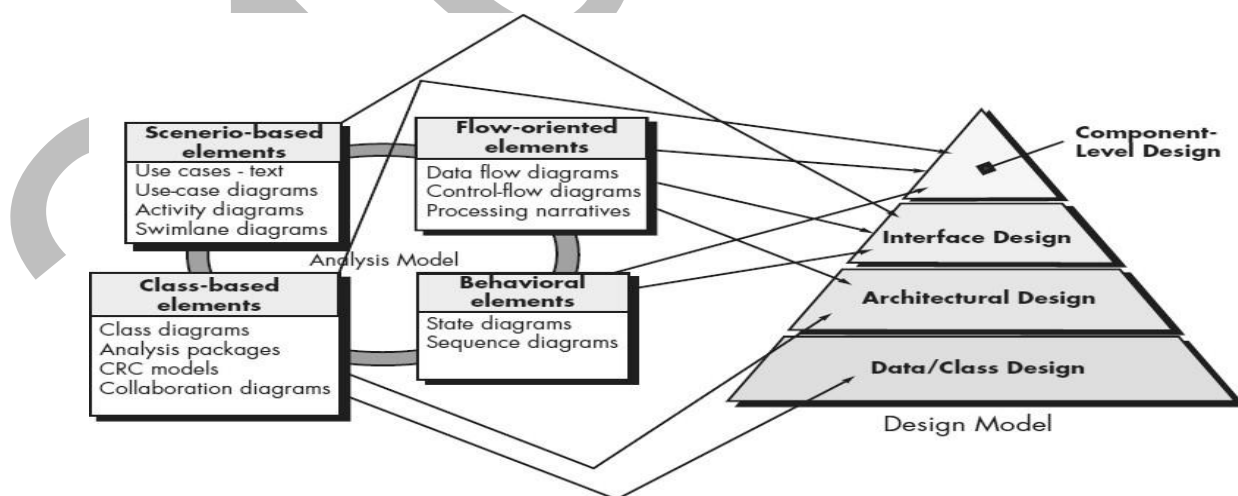 Scenerio-based
elements
Use cases - text
Use-case diagrams
Activity diagrams
Swimlane diagrams
Flow-oriented
elements
Data flow diagrams
Control-flow diagrams
Processing narratives
Analysis Model
Class-based
elements
Class diagrams
Analysis packages
CRC models
Collaboration diagrams
Behavioral
elements
State diagrams
Sequence diagrams
Component-
Level Design
Interface Design
Architectural Design
Data/Class Design
Design Model